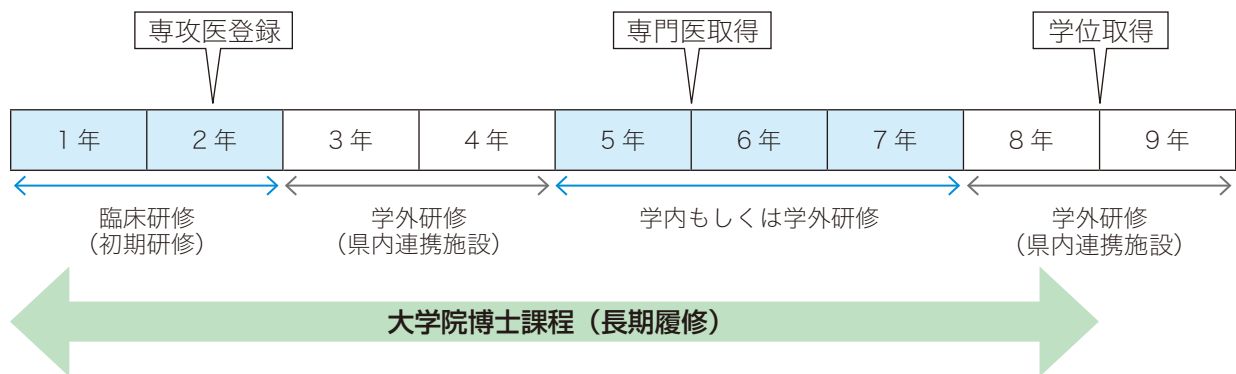 専攻医登録
専門医取得
学位取得
1年
2年
3年
4年
5年
6年
7年
8年
9年
臨床研修
（初期研修）
学外研修
（県内連携施設）
学内もしくは学外研修
学外研修
（県内連携施設）
大学院博士課程（長期履修）